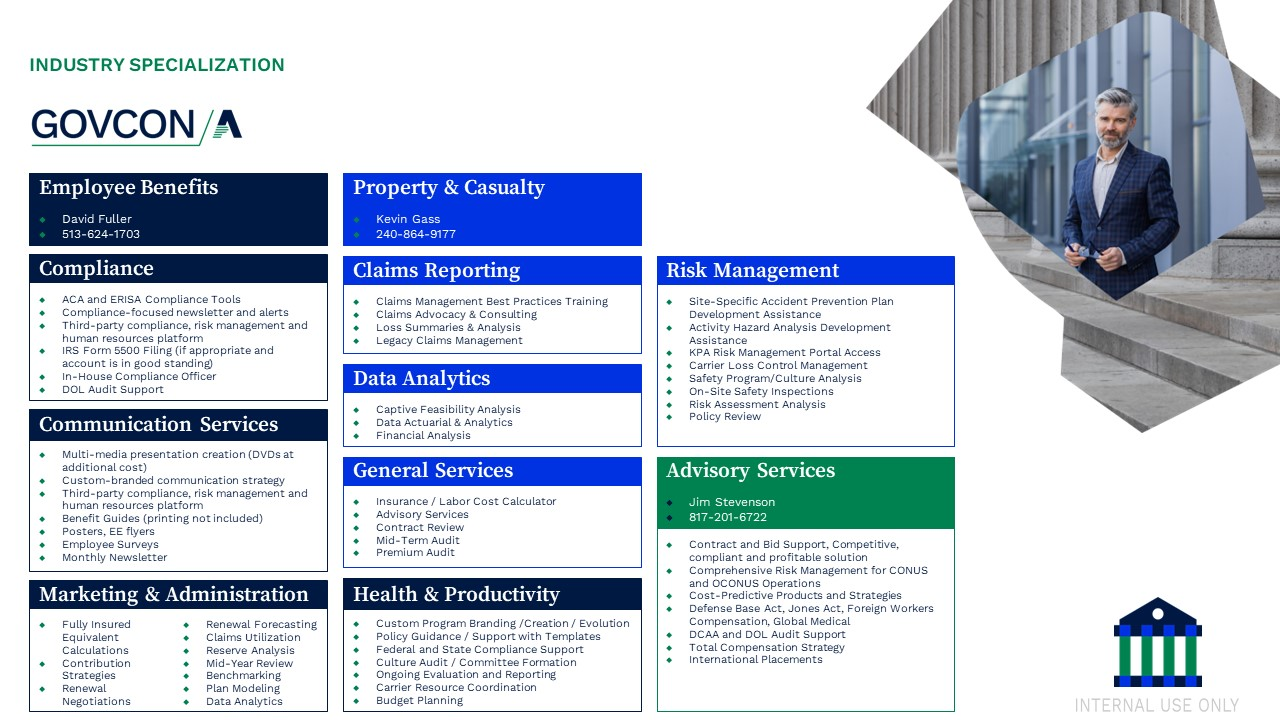 INDUSTRY SPECIALIZATION
GOVCON/A
Employee Benefits
David Fuller
513-624-1703
Compliance
ACA and ERISA Compliance Tools
Compliance-focused newsletter and alerts
Third-party compliance, risk management and
human resources platform
IRS Form 5500 Filing (if appropriate and
account is in good standing)
In-House Compliance Officer
DOL Audit Support
Communication Services
Multi-media presentation creation (DVDs at
additional cost)
Custom-branded communication strategy
Third-party compliance, risk management and
human resources platform
Benefit Guides (printing not included)
Posters, EE flyers
Employee Surveys
Monthly Newsletter
Marketing & Administration
Fully Insured
Equivalent
Calculations
Contribution
Strategies
Renewal
Negotiations
Renewal Forecasting
Claims Utilization
Reserve Analysis
Mid-Year Review
Benchmarking
Plan Modeling
Data Analytics
Property & Casualty
Kevin Gass
240-864-9177
Claims Reporting
Claims Management Best Practices Training
Claims Advocacy & Consulting
Loss Summaries & Analysis
Legacy Claims Management
Data Analytics
Captive Feasibility Analysis
Data Actuarial & Analytics
Financial Analysis
General Services
Insurance / Labor Cost Calculator
Advisory Services
Contract Review
Mid-Term Audit
Premium Audit
Health & Productivity
Custom Program Branding /Creation / Evolution
Policy Guidance / Support with Templates
Federal and State Compliance Support
Culture Audit / Committee Formation
Ongoing Evaluation and Reporting
Carrier Resource Coordination
Budget Planning
Risk Management
Site-Specific Accident Prevention Plan
Development Assistance
Activity Hazard Analysis Development
Assistance
KPA Risk Management Portal Access
Carrier Loss Control Management
Safety Program/Culture Analysis
On-Site Safety Inspections
Risk Assessment Analysis
Policy Review
Advisory Services
Jim Stevenson
817-201-6722
Contract and Bid Support, Competitive,
compliant and profitable solution
Comprehensive Risk Management for CONUS
and OCONUS Operations
Cost-Predictive Products and Strategies
Defense Base Act, Jones Act, Foreign Workers
Compensation, Global Medical
DCAA and DOL Audit Support
Total Compensation Strategy
International Placements
INTERNAL USE ONLY